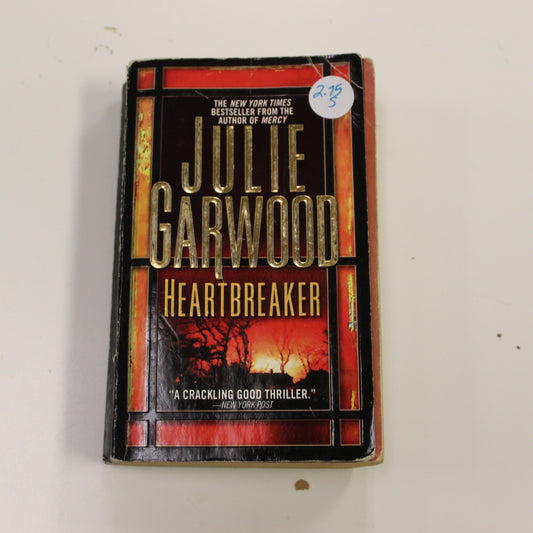 2.75
S
THE NEW YORK TIMES
BESTSELLER FROM THE
AUTHOR OF MERCY
JULIE
GARWOOD
HEARTBREAKER
"A CRACKLING GOOD THRILLER."
—NEW YORK POST